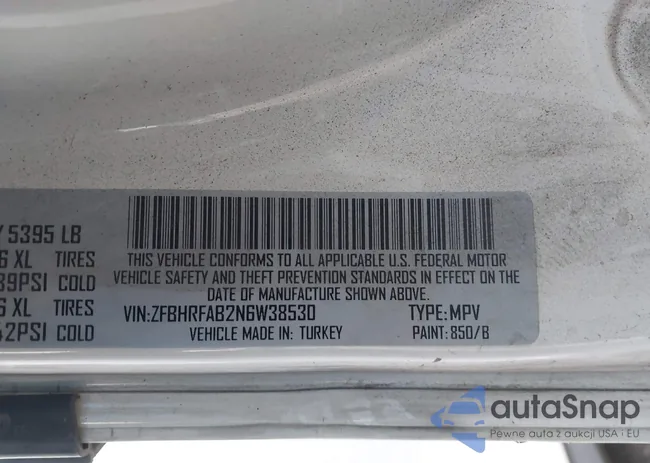 5395 LB
6 XL TIRES
39PSI COLD
6 XL TIRES
42PSI COLD
THIS VEHICLE CONFORMS TO ALL APPLICABLE U.S. FEDERAL MOTOR
VEHICLE SAFETY AND THEFT PREVENTION STANDARDS IN EFFECT ON THE
DATE OF MANUFACTURE SHOWN ABOVE.
VIN:ZFBHRFAB2N6W38530 TYPE:MPV
VEHICLE MADE IN: TURKEY PAINT: 850/B
autaSnap
Pewne auta z aukcji USA i EU